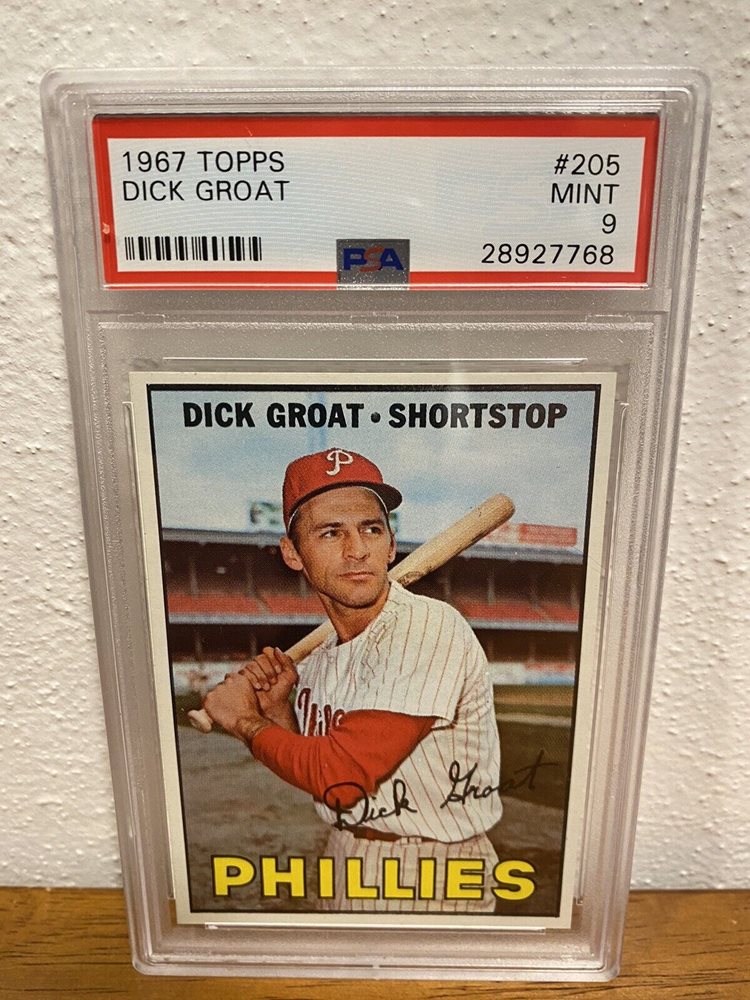 1967 TOPPS #205
DICK GROAT MINT
9
PSA 28927768
DICK GROAT • SHORTSTOP
P
Dick Groat
PHILLIES